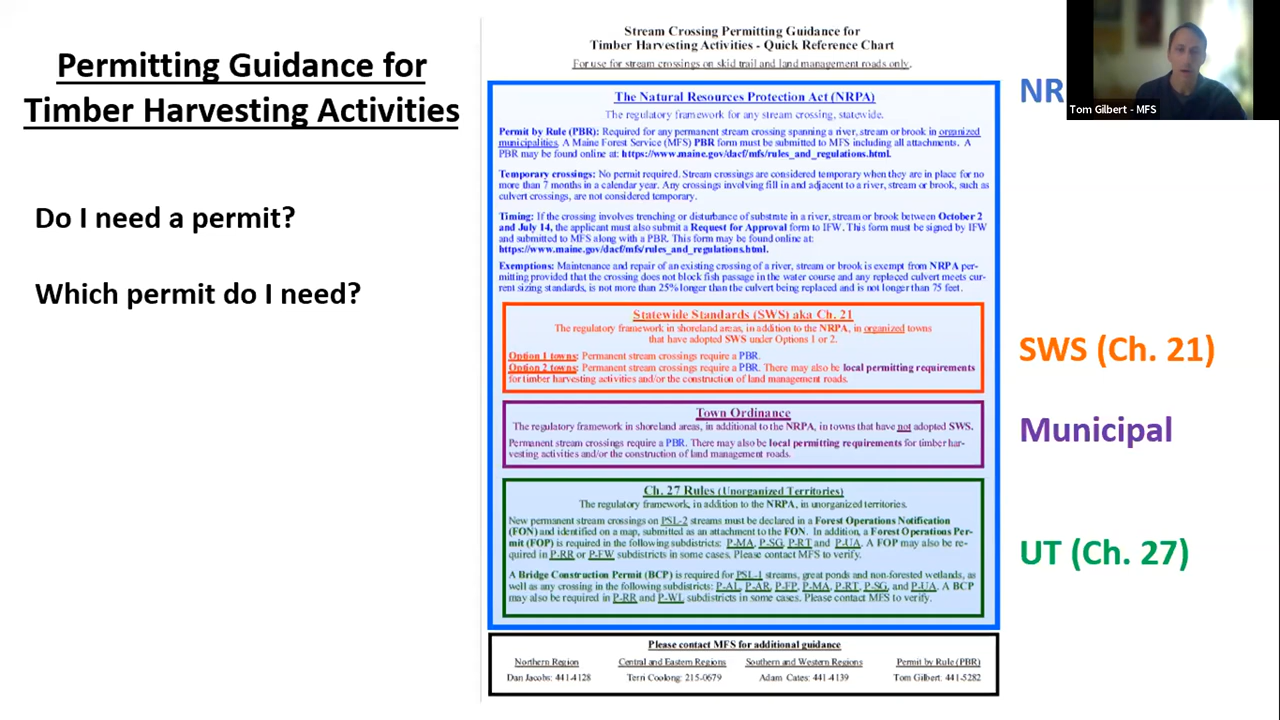 Permitting Guidance for
Timber Harvesting Activities
Do I need a permit?
Which permit do I need?
Stream Crossing Permitting Guidance for
Timber Harvesting Activities - Quick Reference Chart
For use for stream crossings on skid trail and land management roads only.
The Natural Resources Protection Act (NRPA)
The regulatory framework for any stream crossing, statewide.
Permit by Rule (PBR): Required for any permanent stream crossing spanning a river, stream or brook in organized
municipalities. A Maine Forest Service (MFS) PBR form must be submitted to MFS including all attachments. A
PBR may be found online at: https://www.maine.gov/dacf/mfs/rules_and_regulations.html.
Temporary crossings: No permit required. Stream crossings are considered temporary when they are in place for no
more than 7 months in a calendar year. Any crossings involving fill in and adjacent to a river, stream or brook, such as
culvert crossings, are not considered temporary.
Timing: If the crossing involves trenching or disturbance of substrate in a river, stream or brook between October 2
and July 14, the applicant must also submit a Request for Approval form to IFW. This form must be signed by IFW
and submitted to MFS along with a PBR. This form may be found online at:
https://www.maine.gov/dacf/mfs/rules_and_regulations.html.
Exemptions: Maintenance and repair of an existing crossing of a river, stream or brook is exempt from NRPA per-
mitting provided that the crossing does not block fish passage in the water course and any replaced culvert meets cur-
rent sizing standards, is not more than 25% longer than the culvert being replaced and is not longer than 75 feet.
Statewide Standards (SWS) aka Ch. 21
The regulatory framework in shoreland areas, in addition to the NRPA, in organized towns
that have adopted SWS under Options 1 or 2.
Option 1 towns: Permanent stream crossings require a PBR.
Option 2 towns: Permanent stream crossings require a PBR. There may also be local permitting requirements
for timber harvesting activities and/or the construction of land management roads.
Town Ordinance
The regulatory framework in shoreland areas, in additional to the NRPA, in towns that have not adopted SWS.
Permanent stream crossings require a PBR. There may also be local permitting requirements for timber har-
vesting activities and/or the construction of land management roads.
Ch. 27 Rules (Unorganized Territories)
The regulatory framework, in addition to the NRPA, in unorganized territories.
New permanent stream crossings on PSL-2 streams must be declared in a Forest Operations Notification
(FON) and identified on a map, submitted as an attachment to the FON. In addition, a Forest Operations Per-
mit (FOP) is required in the following subdistricts: P-MA, P-SG, P-RT and P-UA. A FOP may also be re-
quired in P-RR or P-FW subdistricts in some cases. Please contact MFS to verify.
A Bridge Construction Permit (BCP) is required for PSL-1 streams, great ponds and non-forested wetlands, as
well as any crossing in the following subdistricts: P-AL, P-AR, P-FP, P-MA, P-RT, P-SG, and P-UA. A BCP
may also be required in P-RR and P-WL subdistricts in some cases. Please contact MFS to verify.
Please contact MFS for additional guidance
Northern Region Central and Eastern Regions Southern and Western Regions Permit by Rule (PBR)
Dan Jacobs: 441-4128 Terri Coolong: 215-0679 Adam Cates: 441-4139 Tom Gilbert: 441-5282
NR
Tom Gilbert - MFS
SWS (Ch. 21)
Municipal
UT (Ch. 27)